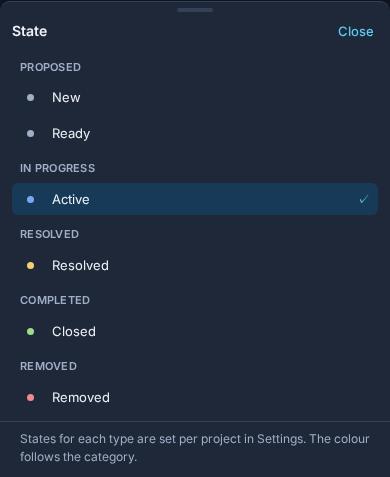 State
Close
PROPOSED
New
Ready
IN PROGRESS
Active ✓
RESOLVED
Resolved
COMPLETED
Closed
REMOVED
Removed
States for each type are set per project in Settings. The colour
follows the category.